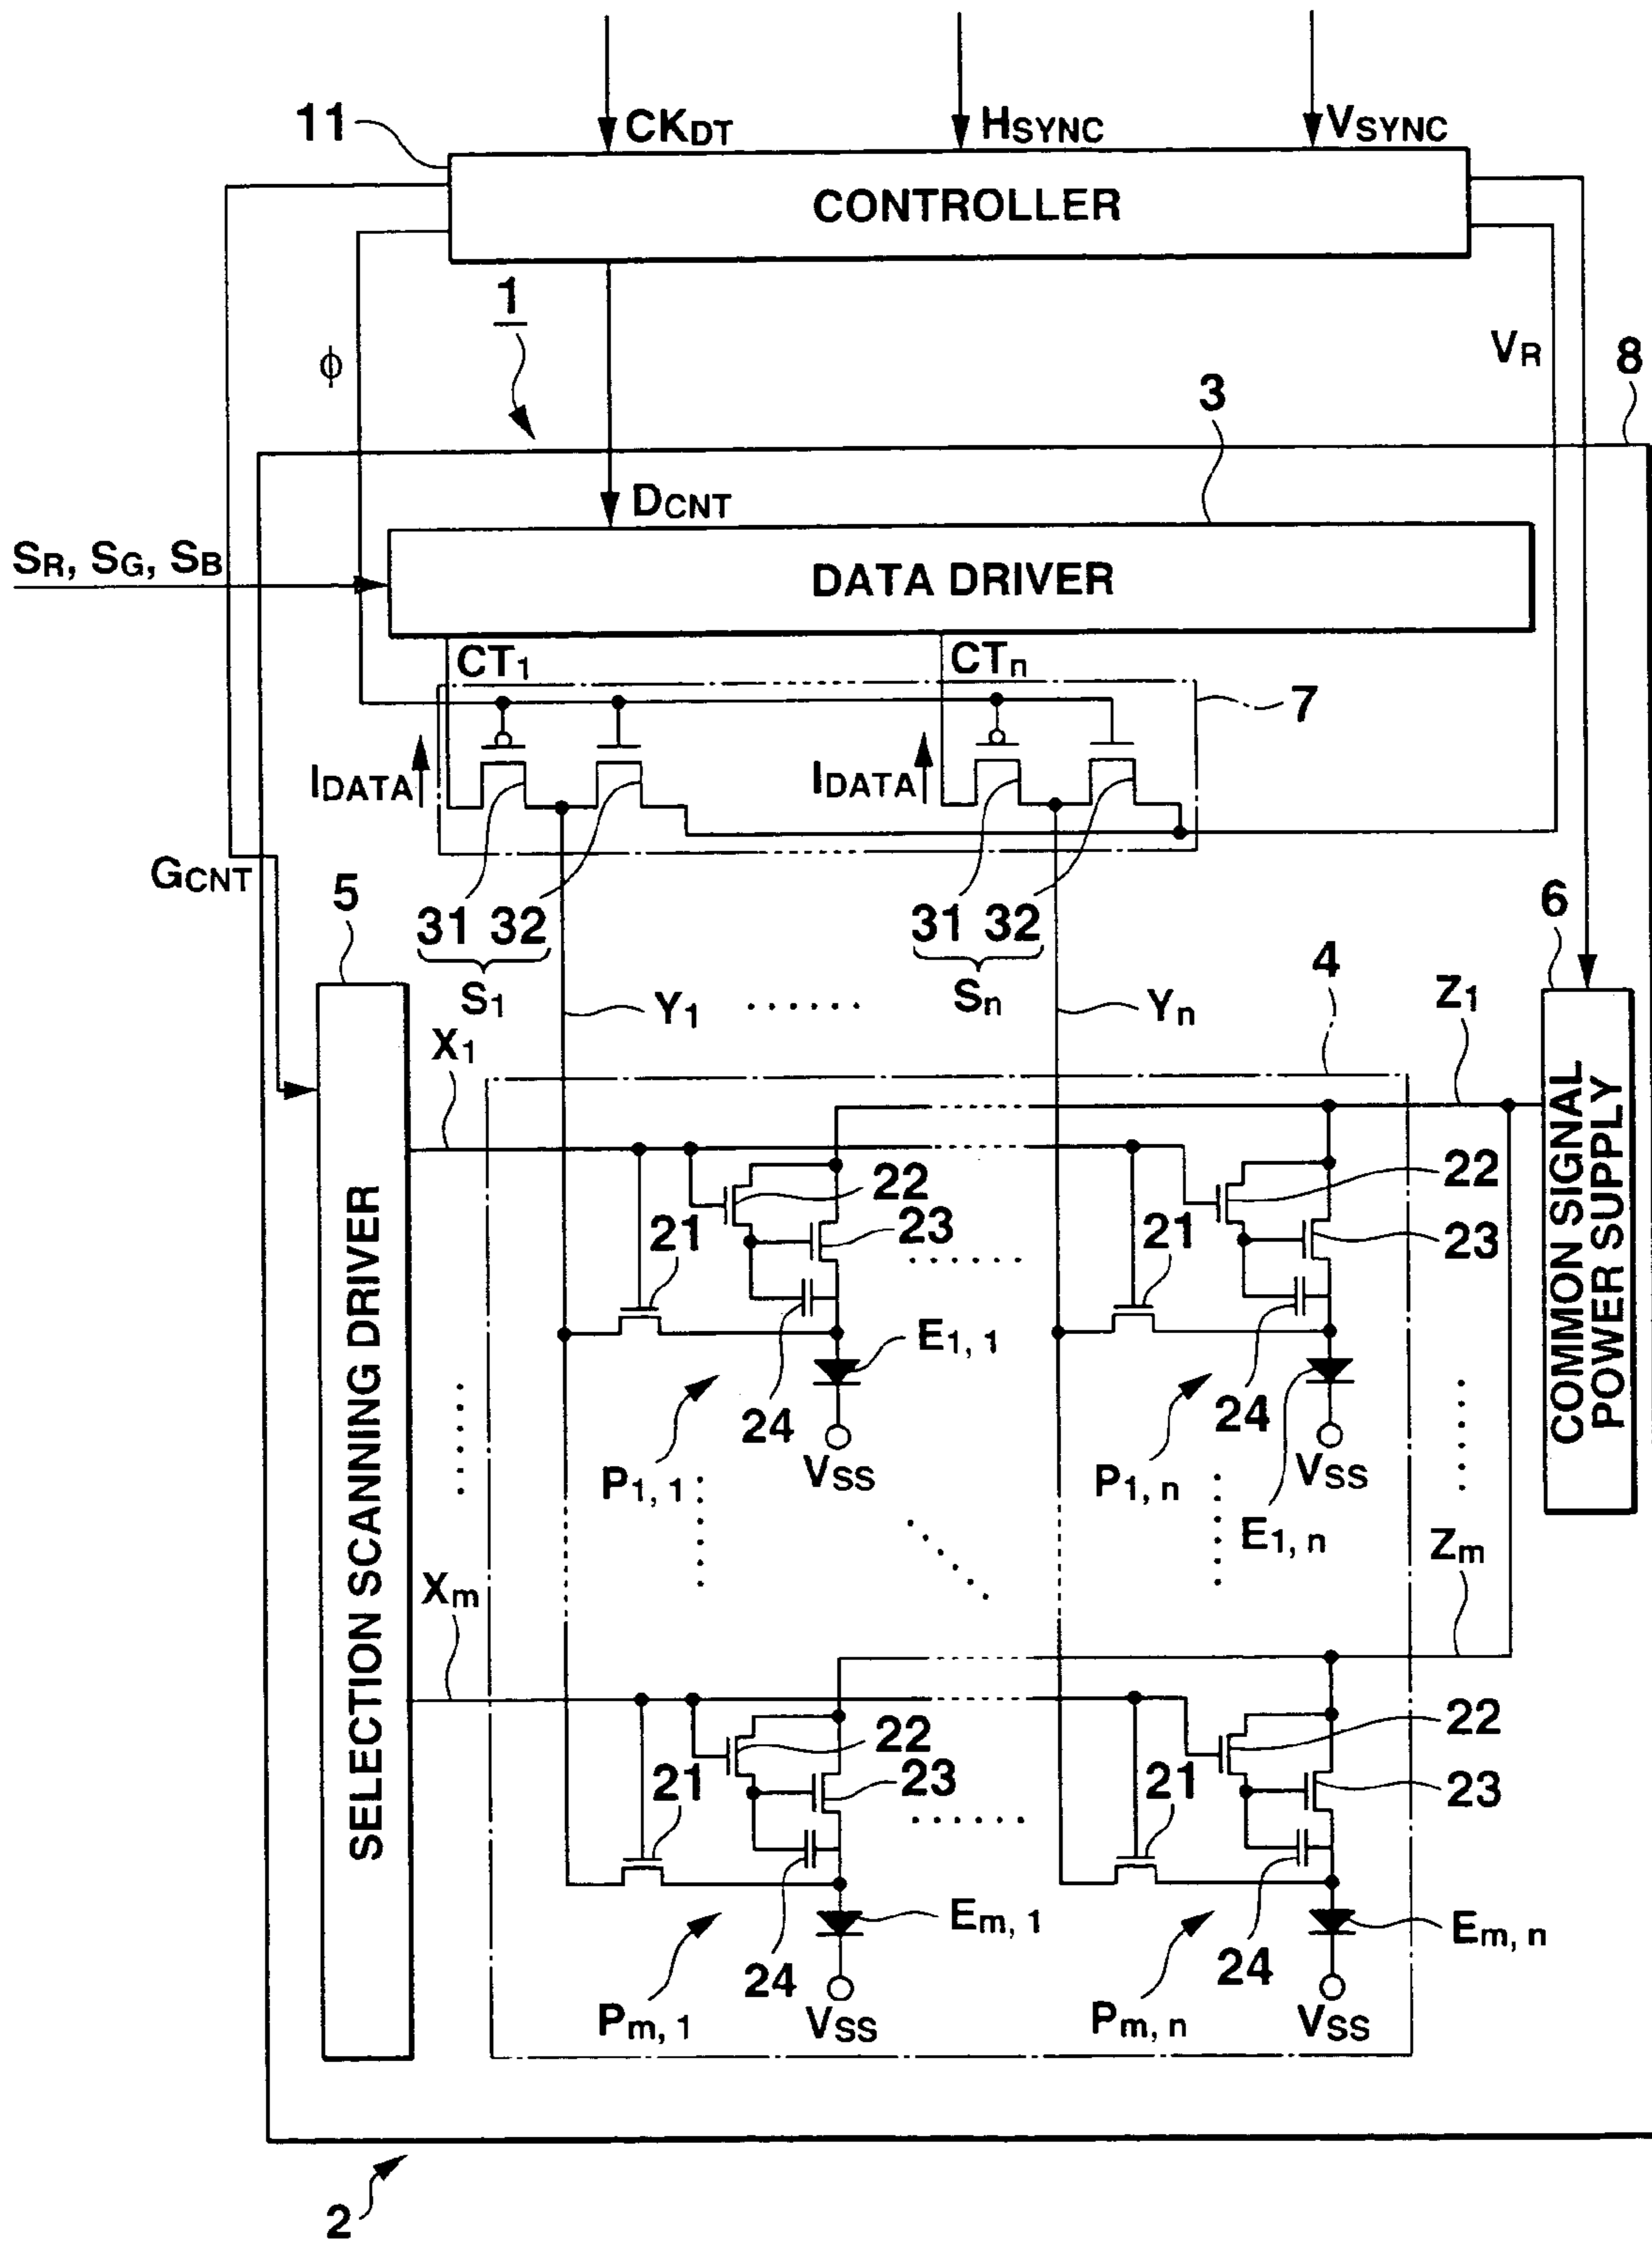 11
CKDT
HSYNC
VSYNC
CONTROLLER
1
ϕ
VR
8
3
DCNT
SR, SG, SB
DATA DRIVER
CT1
CTn
7
IDATA
IDATA
GCNT
5
31 32
31 32
6
S1
Y1 ......
Sn
Yn
4
Z1
X1
COMMON SIGNAL
POWER SUPPLY
SELECTION SCANNING DRIVER
22
22
21
23
21
23
......
E1, 1
24
24
P1, 1
VSS
P1, n
VSS
E1, n
Zm
Xm
22
22
21
23
21
23
......
Em, 1
Em, n
24
24
Pm, 1
VSS
Pm, n
VSS
2